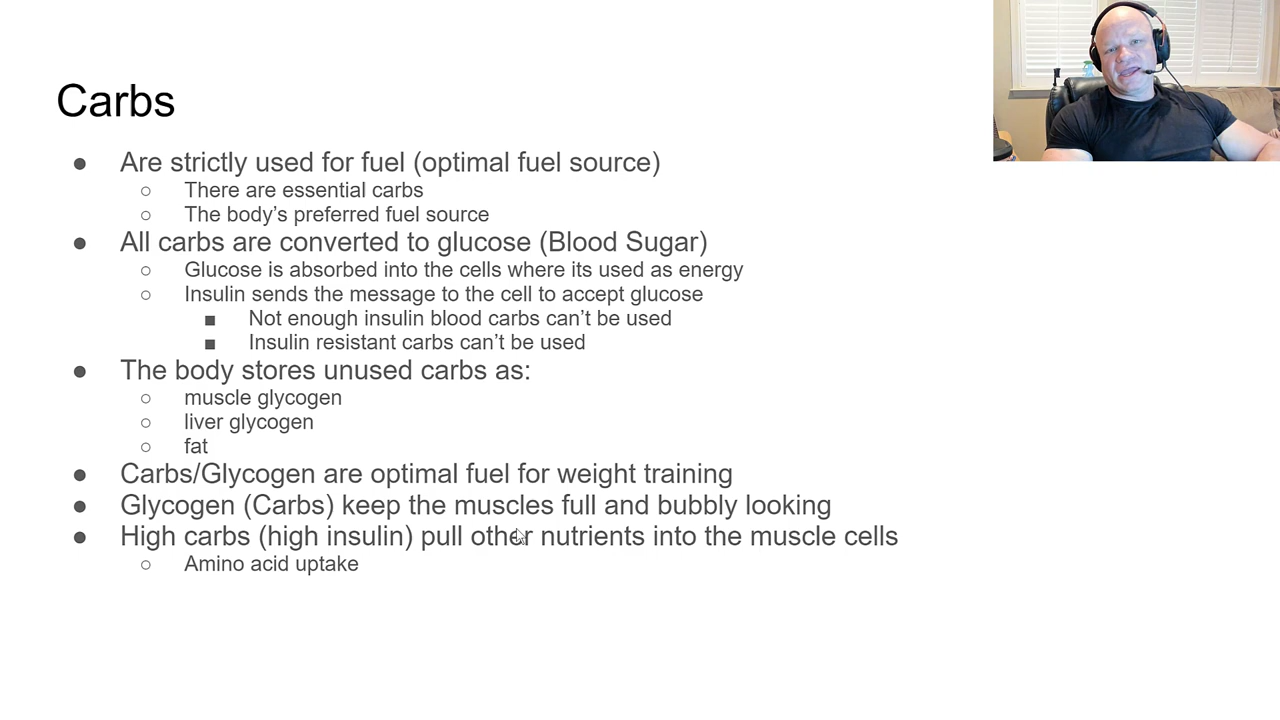 Carbs
● Are strictly used for fuel (optimal fuel source)
○ There are essential carbs
○ The body’s preferred fuel source
● All carbs are converted to glucose (Blood Sugar)
○ Glucose is absorbed into the cells where its used as energy
○ Insulin sends the message to the cell to accept glucose
■ Not enough insulin blood carbs can’t be used
■ Insulin resistant carbs can’t be used
● The body stores unused carbs as:
○ muscle glycogen
○ liver glycogen
○ fat
● Carbs/Glycogen are optimal fuel for weight training
● Glycogen (Carbs) keep the muscles full and bubbly looking
● High carbs (high insulin) pull other nutrients into the muscle cells
○ Amino acid uptake